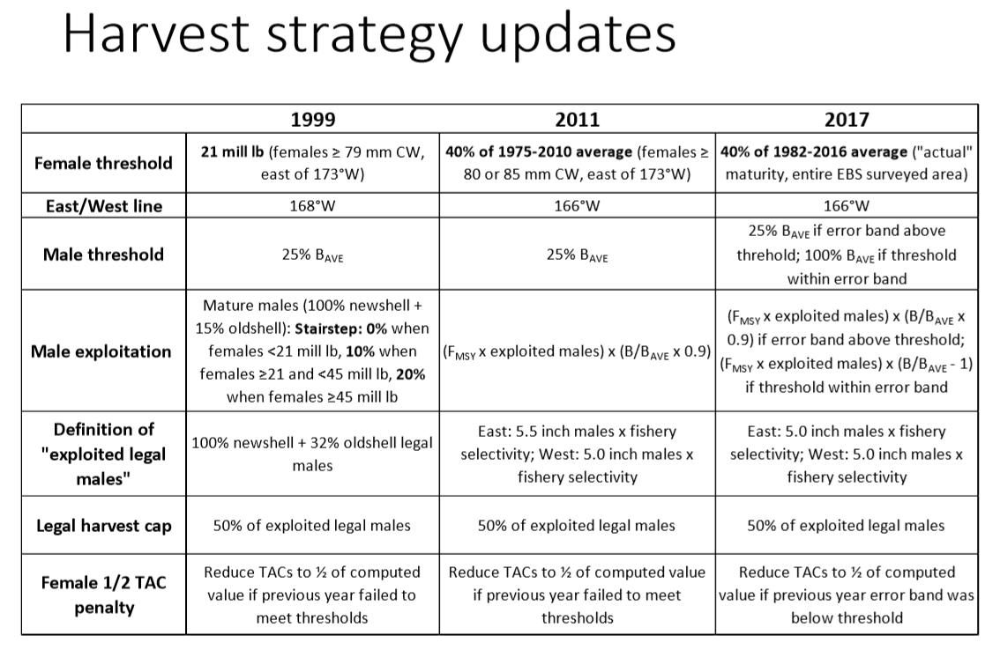 Harvest strategy updates
1999
2011
2017
Female threshold
21 mill lb (females ≥ 79 mm CW,
east of 173°W)
40% of 1975-2010 average (females ≥
80 or 85 mm CW, east of 173°W)
40% of 1982-2016 average ("actual"
maturity, entire EBS surveyed area)
East/West line
168°W
166°W
166°W
Male threshold
25% BAVE
25% BAVE
25% BAVE if error band above
threhold; 100% BAVE if threshold
within error band
Male exploitation
Mature males (100% newshell +
15% oldshell): Stairstep: 0% when
females <21 mill lb, 10% when
females ≥21 and <45 mill lb, 20%
when females ≥45 mill lb
(FMSY x exploited males) x (B/BAVE x 0.9)
(FMSY x exploited males) x (B/BAVE x
0.9) if error band above threshold;
(FMSY x exploited males) x (B/BAVE - 1)
if threshold within error band
Definition of
"exploited legal
males"
100% newshell + 32% oldshell legal
males
East: 5.5 inch males x fishery
selectivity; West: 5.0 inch males x
fishery selectivity
East: 5.0 inch males x fishery
selectivity; West: 5.0 inch males x
fishery selectivity
Legal harvest cap
50% of exploited legal males
50% of exploited legal males
50% of exploited legal males
Female 1/2 TAC
penalty
Reduce TACs to ½ of computed
value if previous year failed to
meet thresholds
Reduce TACs to ½ of computed value
if previous year failed to meet
thresholds
Reduce TACs to ½ of computed
value if previous year error band was
below threshold